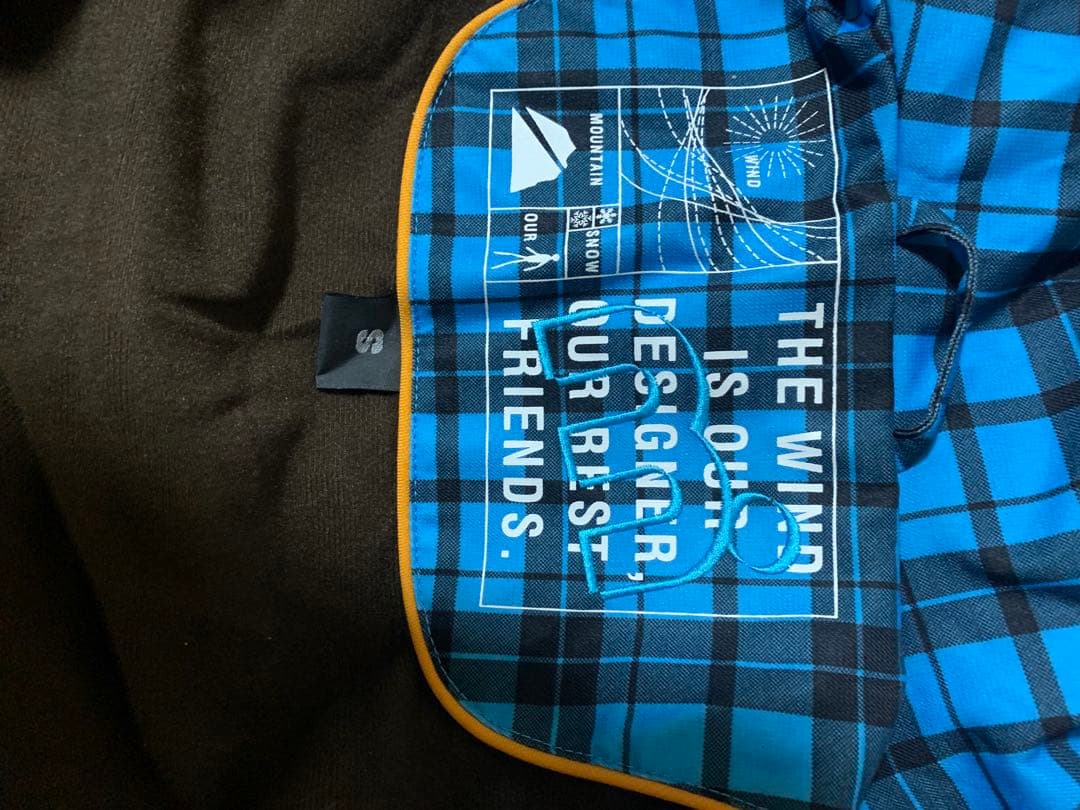 WIND
SNOW
MOUNTAIN
OUR
THE WIND
IS OUR
DESIGNER,
OUR BEST
FRIENDS.
S